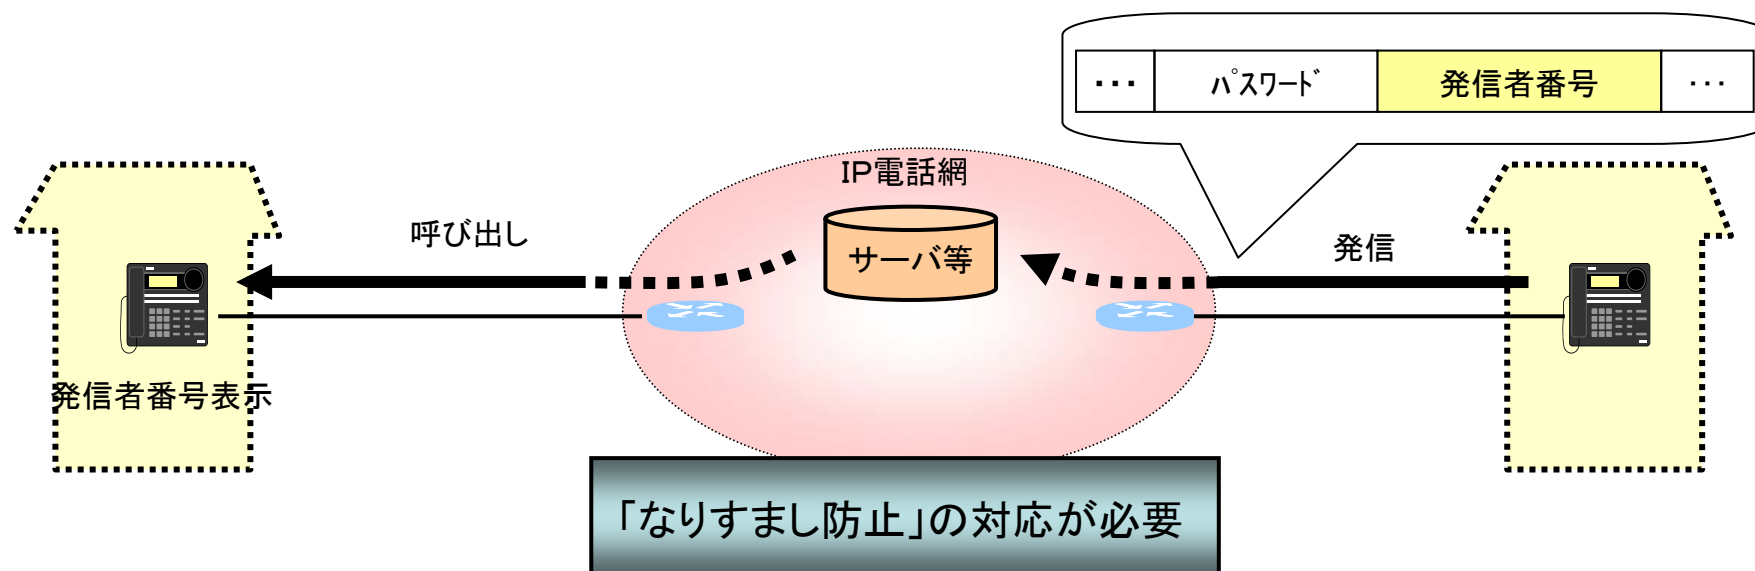 ･･･ ﾊﾟｽﾜｰﾄﾞ 発信者番号 ･･･
IP電話網
呼び出し
サーバ等
発信
発信者番号表示
「なりすまし防止」の対応が必要